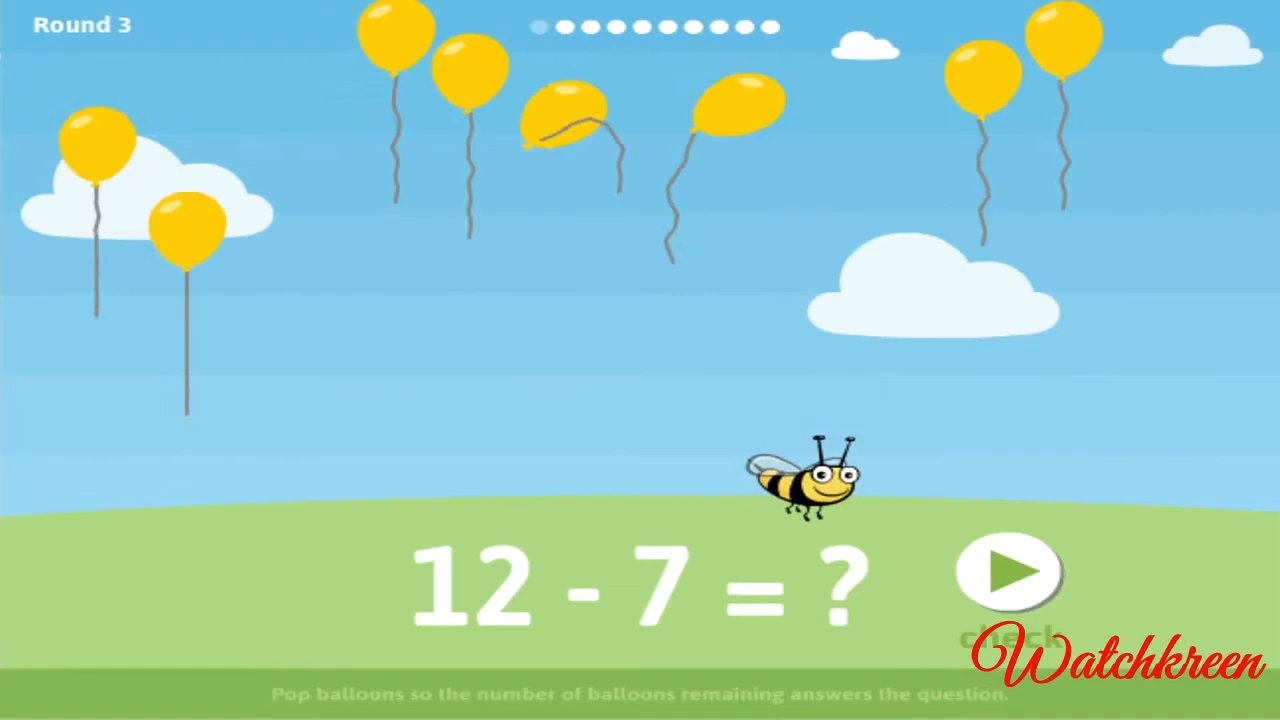 Round 3
12 - 7 = ?
check
Watchkreen
Pop balloons so the number of balloons remaining answers the question.